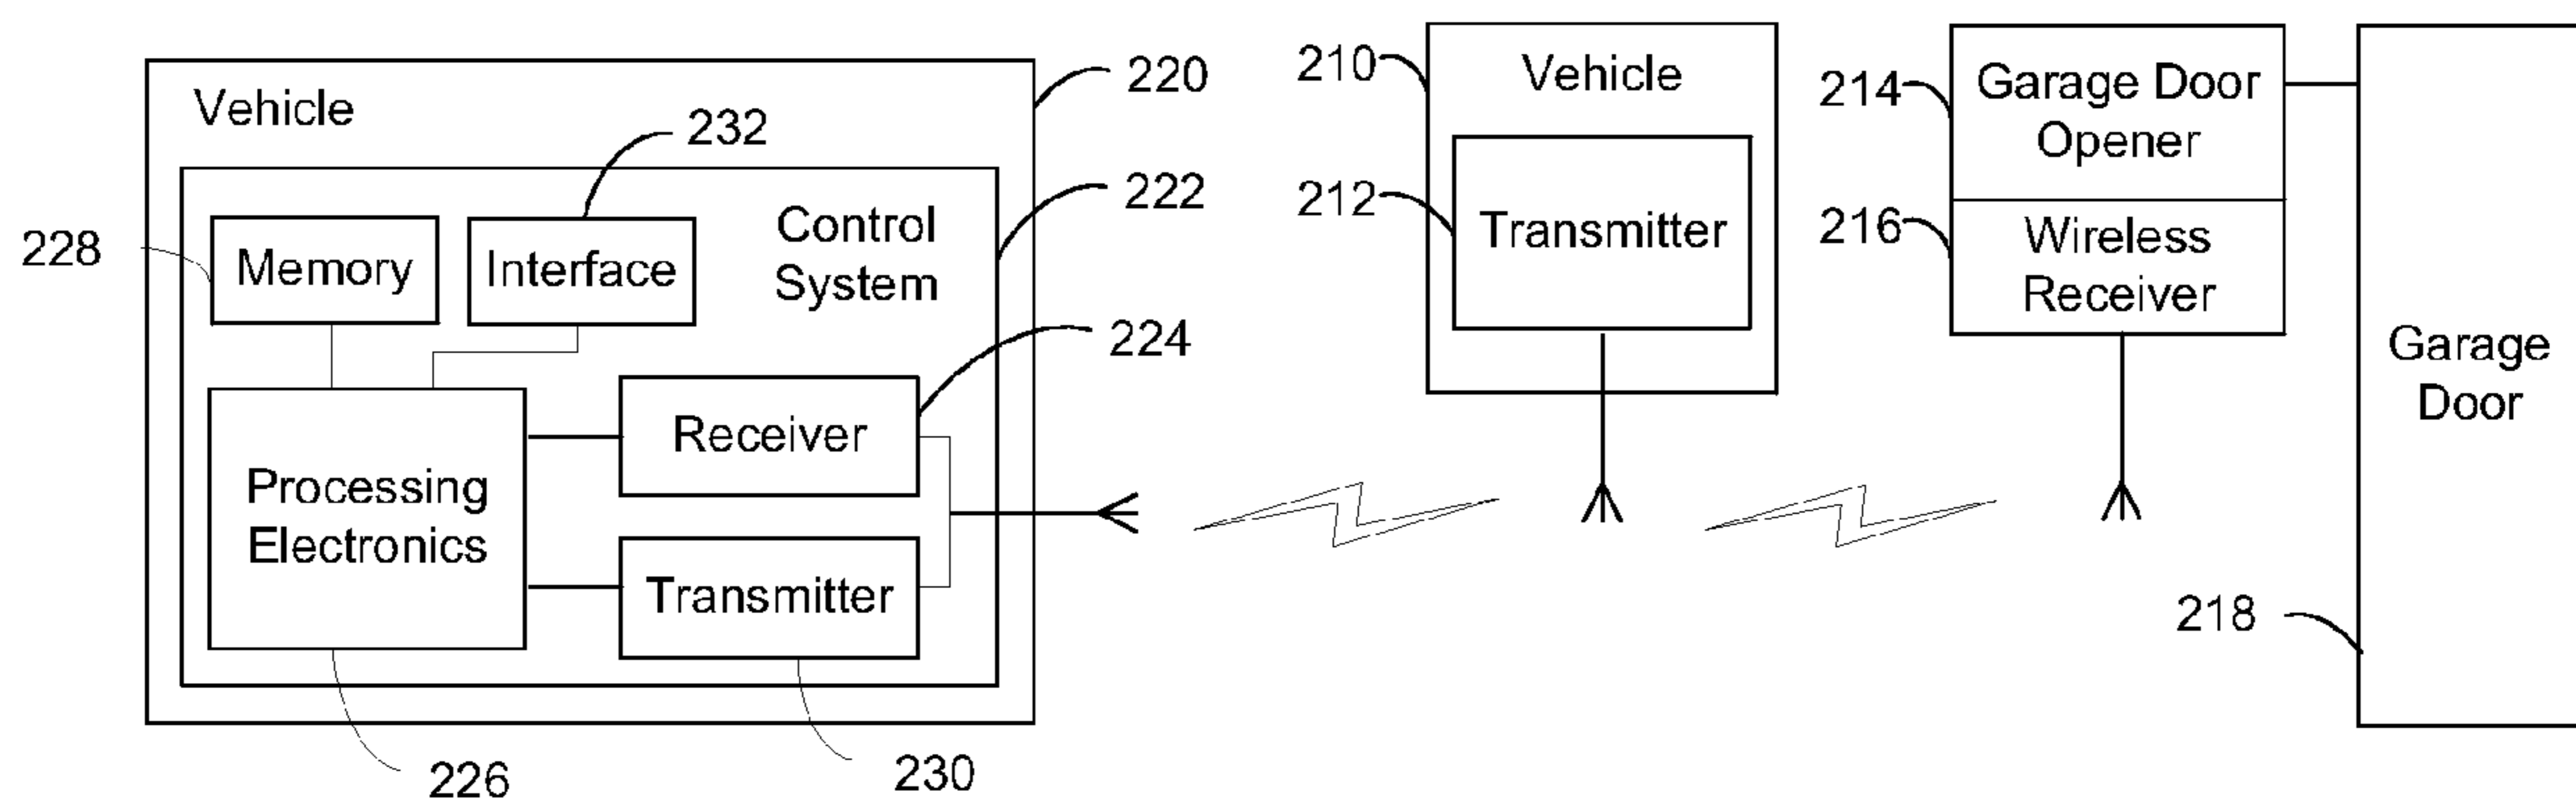 Vehicle
220
232
222
228
Memory
Interface
Control
System
224
Receiver
Processing
Electronics
Transmitter
226
230
210
Vehicle
212
Transmitter
214
Garage Door
Opener
216
Wireless
Receiver
Garage
Door
218